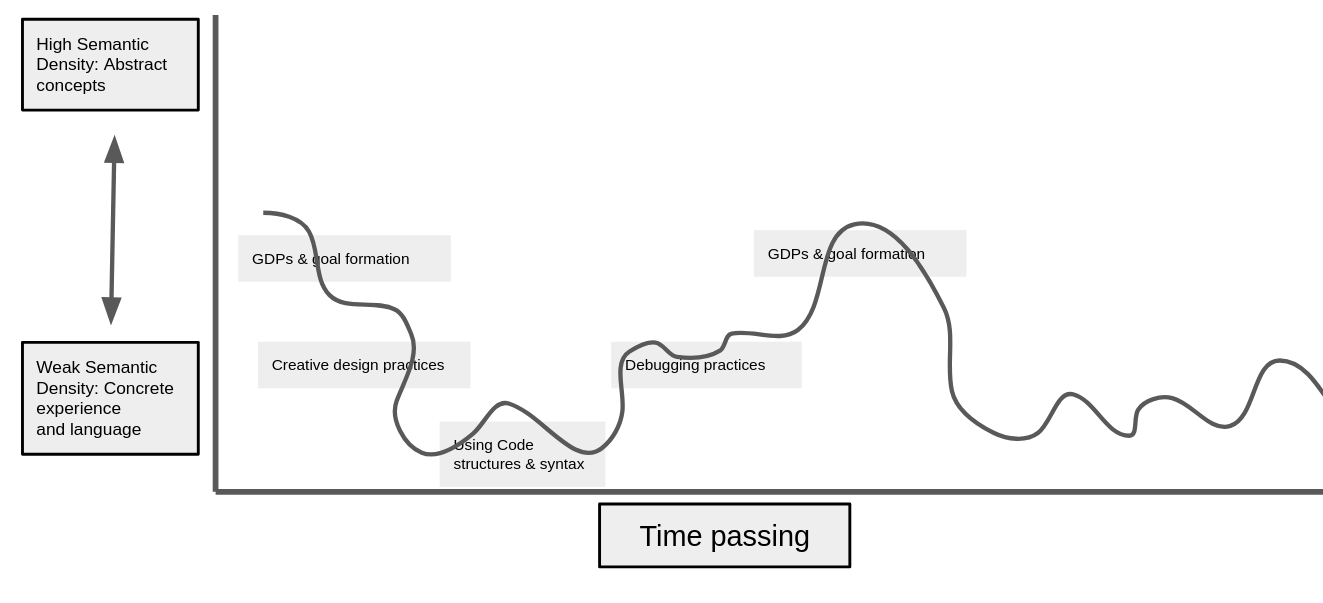 High Semantic
Density: Abstract
concepts
Weak Semantic
Density: Concrete
experience
and language
GDPs & goal formation
Creative design practices
Using Code
structures & syntax
Debugging practices
GDPs & goal formation
Time passing